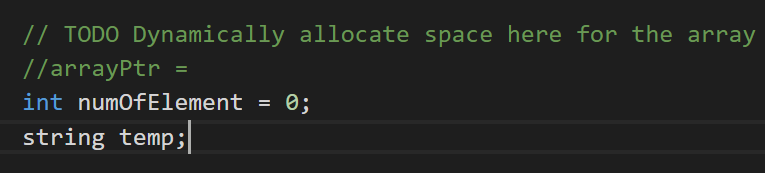 // TODO Dynamically allocate space here for the array
//arrayPtr =
int numOfElement = 0;
string temp;